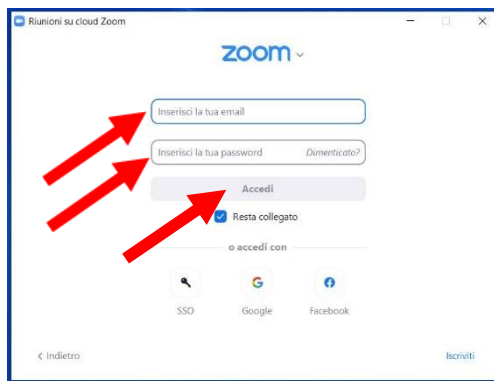 Riunioni su cloud Zoom
zoom
Inserisci la tua email
Inserisci la tua password Dimenticato?
Accedi
Resta collegato
o accedi con
SSO Google Facebook
< Indietro Iscriviti